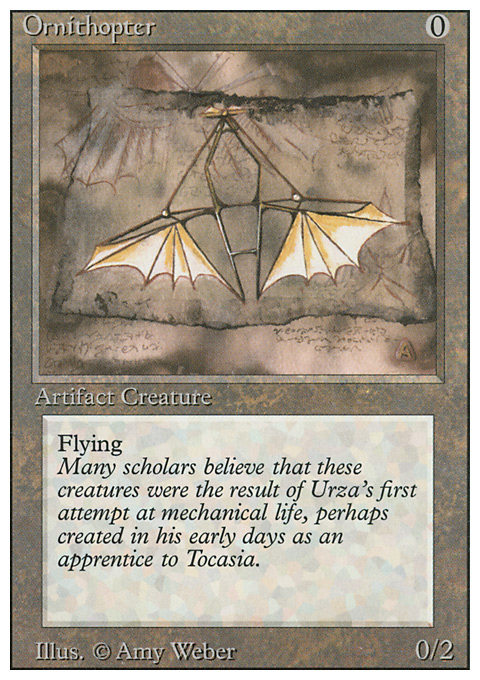 Ornithopter 0
Artifact Creature
Flying
Many scholars believe that these
creatures were the result of Urza's first
attempt at mechanical life, perhaps
created in his early days as an
apprentice to Tocasia.
Illus. © Amy Weber 0/2